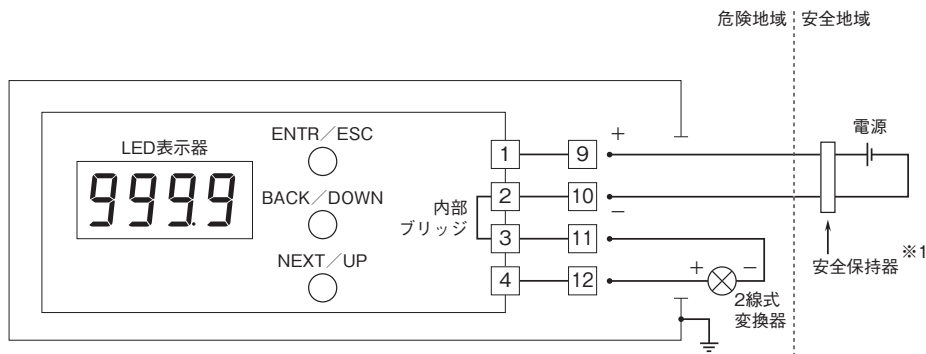 危険地域 安全地域
LED表示器
999.9
ENTR／ESC
BACK／DOWN
NEXT／UP
内部
ブリッジ
1 9 +
2 10 −
3 11
4 12
+ −
2線式
変換器
電源
安全保持器 ※1